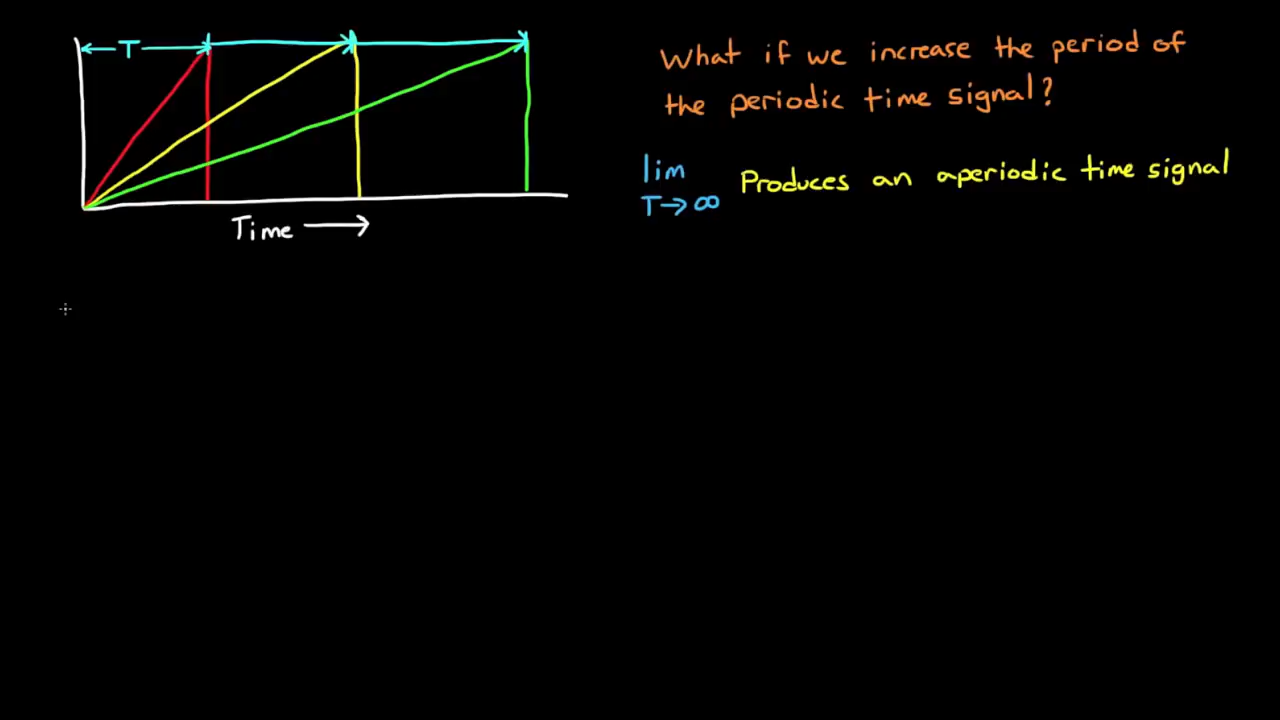 T
Time
What if we increase the period of
the periodic time signal?
lim
T→∞
Produces an aperiodic time signal